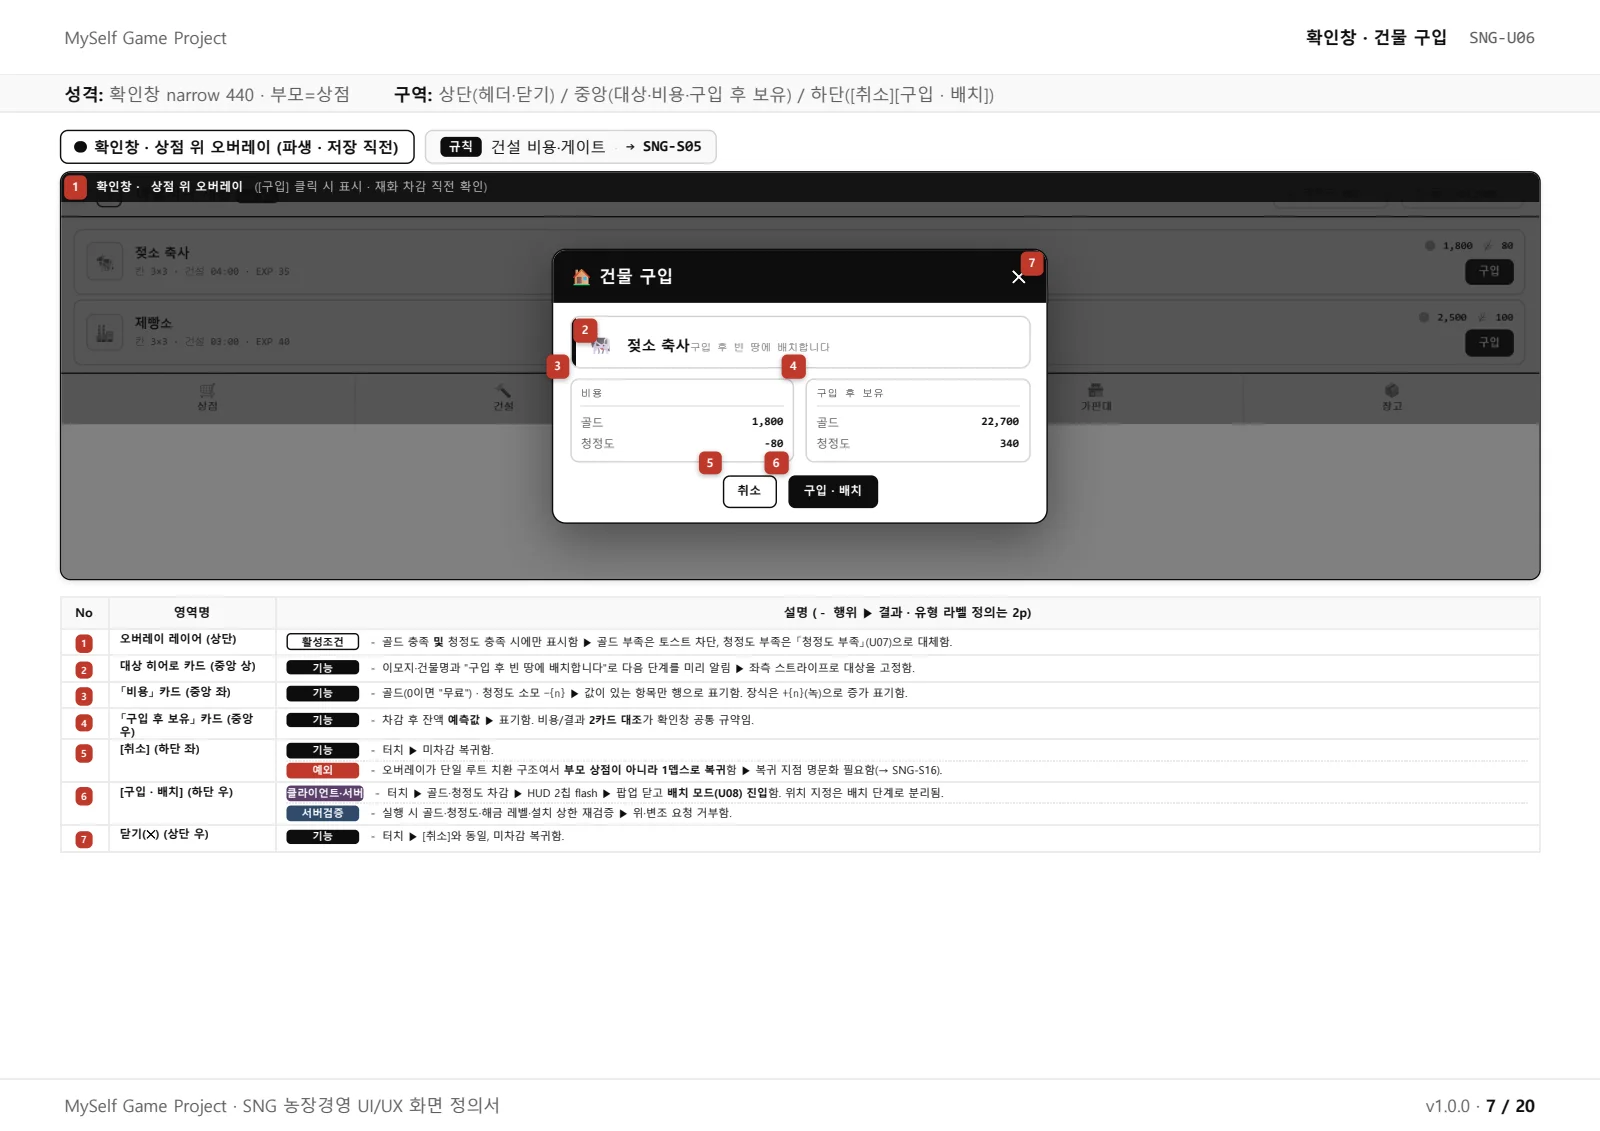 MySelf Game Project
확인창 · 건물 구입 SNG-U06
성격: 확인창 narrow 440 · 부모=상점 구역: 상단(헤더·닫기) / 중앙(대상·비용·구입 후 보유) / 하단([취소][구입 · 배치])
● 확인창 · 상점 위 오버레이 (파생 · 저장 직전)
규칙 건설 비용·게이트 → SNG-S05
1 확인창 · 상점 위 오버레이 ([구입] 클릭 시 표시 · 재화 차감 직전 확인)
젖소 축사
칸 3×3 · 건설 04:00 · EXP 35
1,800 80
구입
제빵소
칸 3×3 · 건설 03:00 · EXP 40
2,500 100
구입
상점
건설
가판대
창고
건물 구입
7
2
젖소 축사구입 후 빈 땅에 배치합니다
3
4
비용
골드 1,800
청정도 -80
구입 후 보유
골드 22,700
청정도 340
5
6
취소
구입 · 배치
No 영역명 설명 ( - 행위 ▶ 결과 · 유형 라벨 정의는 2p)
1 오버레이 레이어 (상단) 활성조건 - 골드 충족 및 청정도 충족 시에만 표시함 ▶ 골드 부족은 토스트 차단, 청정도 부족은 「청정도 부족」(U07)으로 대체함.
2 대상 히어로 카드 (중앙 상) 기능 - 이모지·건물명과 "구입 후 빈 땅에 배치합니다"로 다음 단계를 미리 알림 ▶ 좌측 스트라이프로 대상을 고정함.
3 「비용」 카드 (중앙 좌) 기능 - 골드(0이면 "무료") · 청정도 소모 −{n} ▶ 값이 있는 항목만 행으로 표기함. 장식은 +{n}(녹)으로 증가 표기함.
4 「구입 후 보유」 카드 (중앙 우) 기능 - 차감 후 잔액 예측값 ▶ 표기함. 비용/결과 2카드 대조가 확인창 공통 규약임.
5 [취소] (하단 좌) 기능 - 터치 ▶ 미차감 복귀함.
예외 - 오버레이가 단일 루트 치환 구조여서 부모 상점이 아니라 1뎁스로 복귀함 ▶ 복귀 지점 명문화 필요함(→ SNG-S16).
6 [구입 · 배치] (하단 우) 클라이언트·서버 - 터치 ▶ 골드·청정도 차감 ▶ HUD 2칩 flash ▶ 팝업 닫고 배치 모드(U08) 진입함. 위치 지정은 배치 단계로 분리됨.
서버검증 - 실행 시 골드·청정도·해금 레벨·설치 상한 재검증 ▶ 위·변조 요청 거부함.
7 닫기(✕) (상단 우) 기능 - 터치 ▶ [취소]와 동일, 미차감 복귀함.
MySelf Game Project · SNG 농장경영 UI/UX 화면 정의서
v1.0.0 · 7 / 20